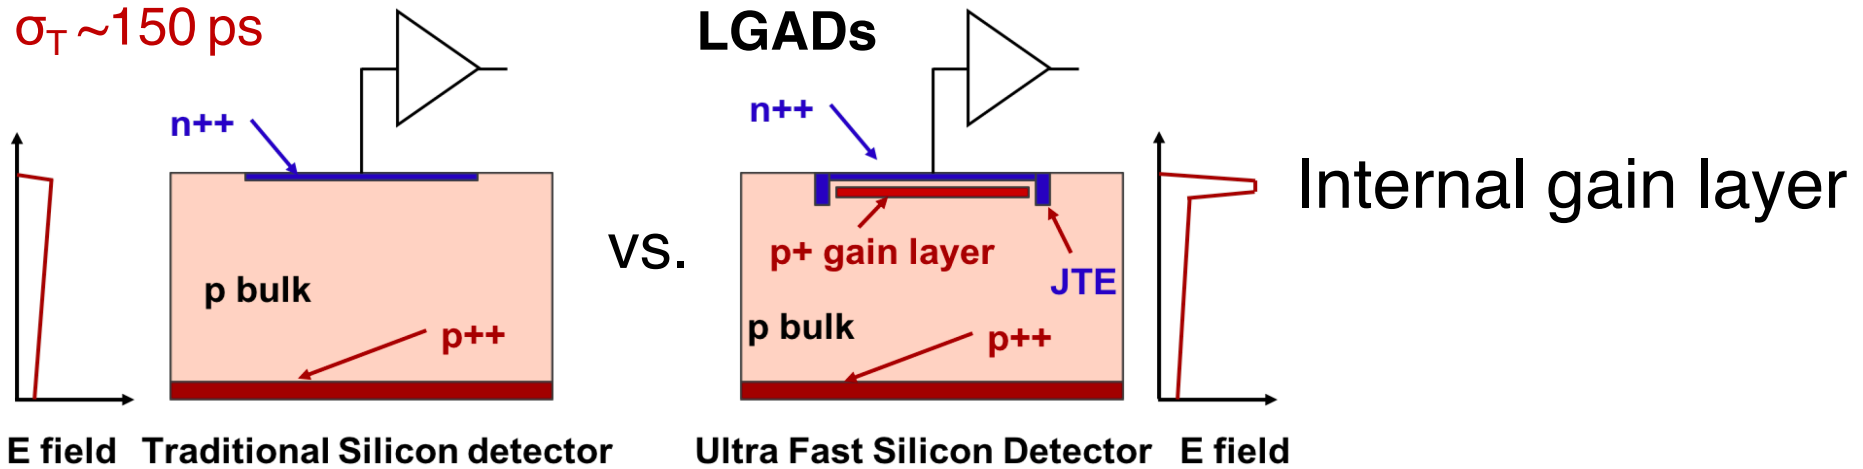 σT ~150 ps
LGADs
n++
n++
Internal gain layer
vs.
p+ gain layer
JTE
p bulk
p bulk
p++
p++
E field
Traditional Silicon detector
Ultra Fast Silicon Detector
E field